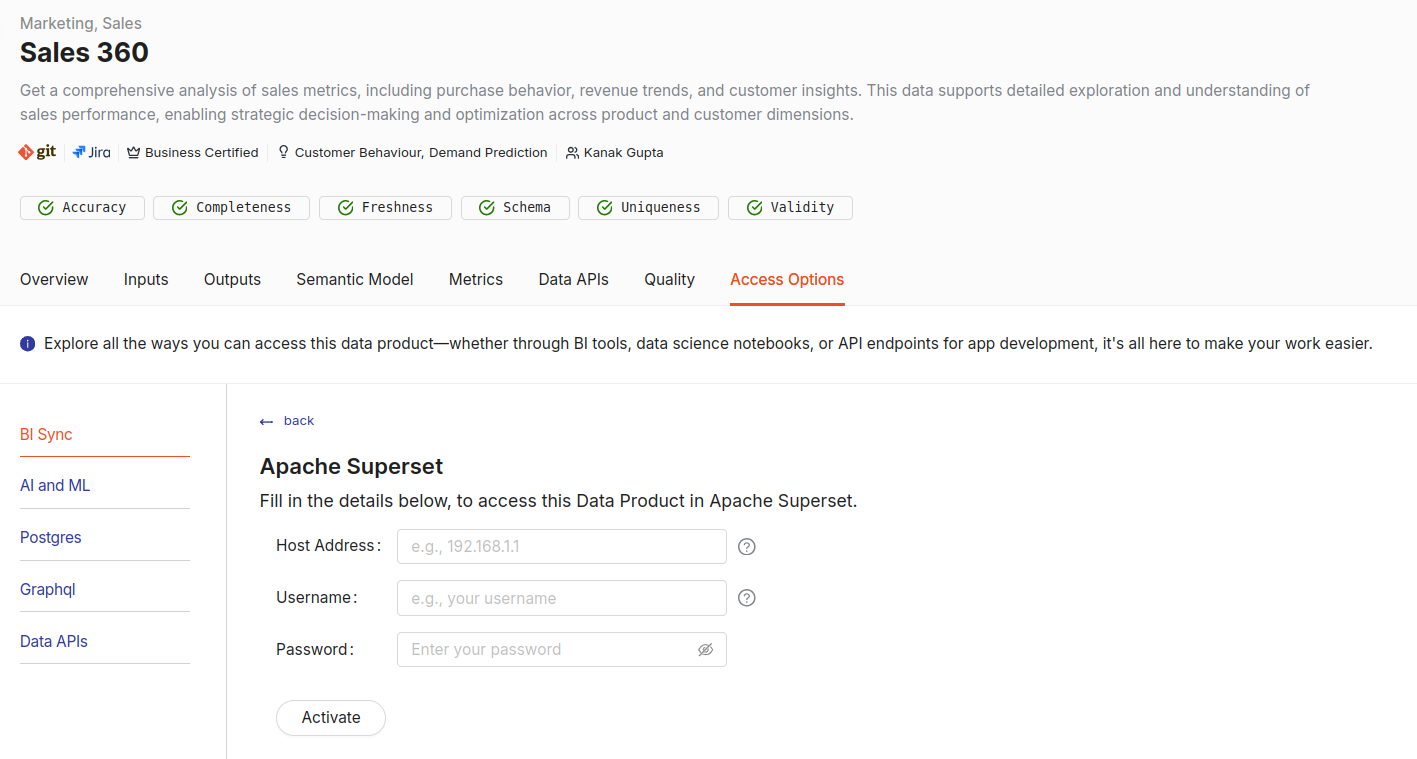 Marketing, Sales
Sales 360
Get a comprehensive analysis of sales metrics, including purchase behavior, revenue trends, and customer insights. This data supports detailed exploration and understanding of
sales performance, enabling strategic decision-making and optimization across product and customer dimensions.
git Jira Business Certified Customer Behaviour, Demand Prediction Kanak Gupta
Accuracy Completeness Freshness Schema Uniqueness Validity
Overview Inputs Outputs Semantic Model Metrics Data APIs Quality Access Options
Explore all the ways you can access this data product—whether through BI tools, data science notebooks, or API endpoints for app development, it's all here to make your work easier.
BI Sync
AI and ML
Postgres
Graphql
Data APIs
back
Apache Superset
Fill in the details below, to access this Data Product in Apache Superset.
Host Address: e.g., 192.168.1.1
Username: e.g., your username
Password: Enter your password
Activate